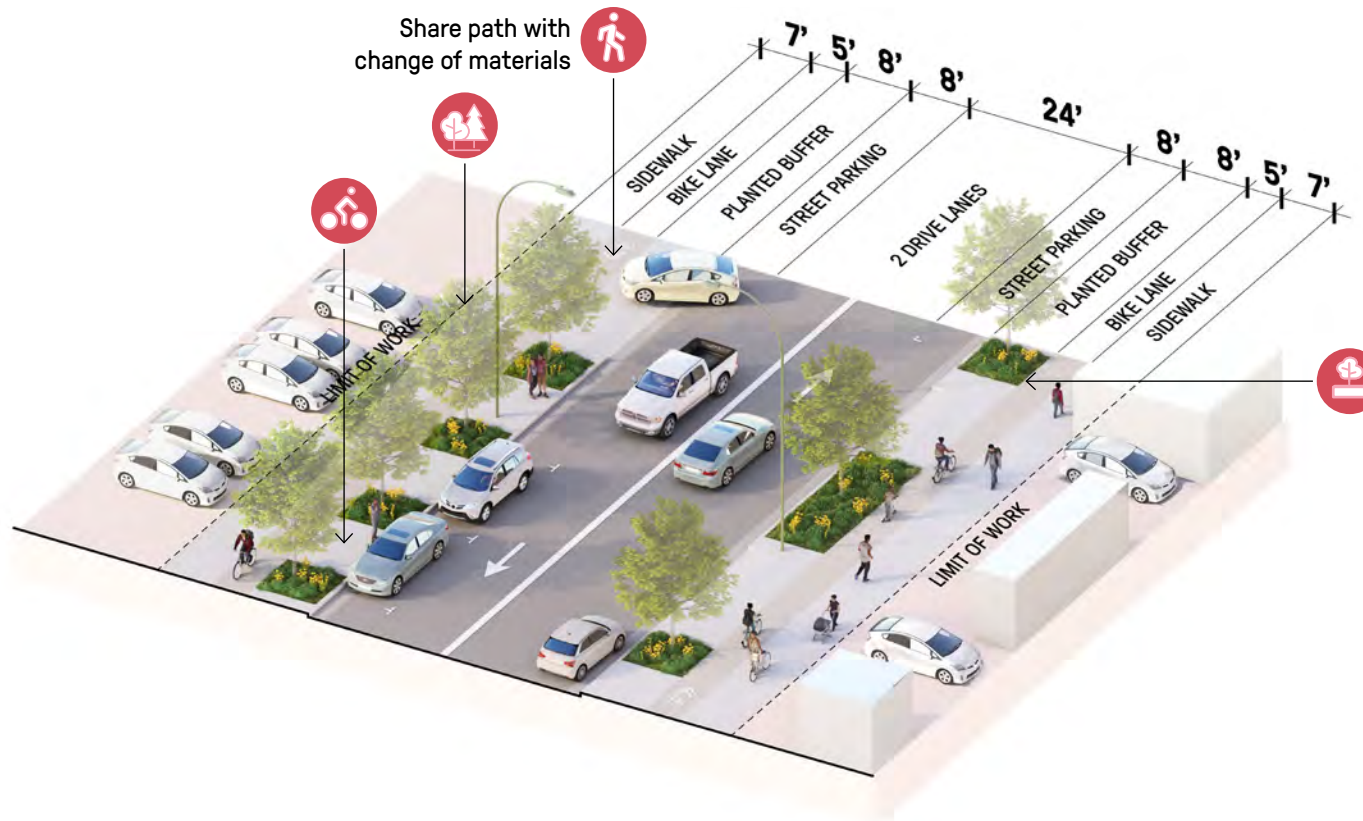 Share path with
change of materials
7’
5’
8’
8’
24’
8’
8’
5’
7’
SIDEWALK
BIKE LANE
PLANTED BUFFER
STREET PARKING
2 DRIVE LANES
STREET PARKING
PLANTED BUFFER
BIKE LANE
SIDEWALK
LIMIT OF WORK
LIMIT OF WORK